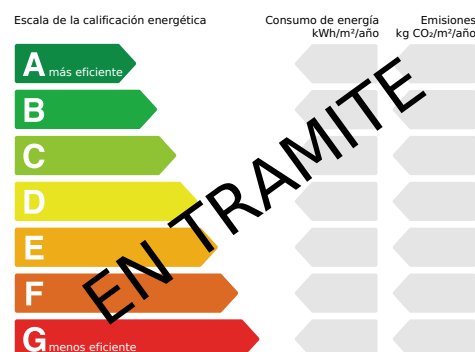 Escala de la calificación energética
Consumo de energía
kWh/m²/año
Emisiones
kg CO₂/m²/año
A más eficiente
B
C
D
E
F
G menos eficiente
EN TRAMITE